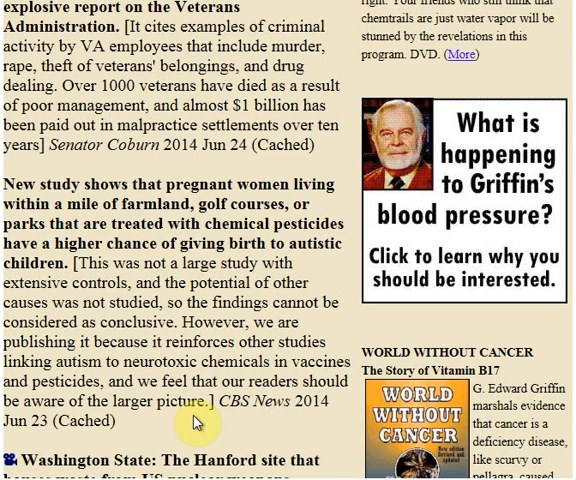 explosive report on the Veterans
Administration. [It cites examples of criminal
activity by VA employees that include murder,
rape, theft of veterans' belongings, and drug
dealing. Over 1000 veterans have died as a result
of poor management, and almost $1 billion has
been paid out in malpractice settlements over ten
years] Senator Coburn 2014 Jun 24 (Cached)
New study shows that pregnant women living
within a mile of farmland, golf courses, or
parks that are treated with chemical pesticides
have a higher chance of giving birth to autistic
children. [This was not a large study with
extensive controls, and the potential of other
causes was not studied, so the findings cannot be
considered as conclusive. However, we are
publishing it because it reinforces other studies
linking autism to neurotoxic chemicals in vaccines
and pesticides, and we feel that our readers should
be aware of the larger picture.] CBS News 2014
Jun 23 (Cached)
Washington State: The Hanford site that
right. Your friends who still think that
chemtrails are just water vapor will be
stunned by the revelations in this
program. DVD. (More)
What is
happening
to Griffin's
blood pressure?
Click to learn why you
should be interested.
WORLD WITHOUT CANCER
The Story of Vitamin B17
WORLD
WITHOUT
CANCER
G. Edward Griffin
marshals evidence
that cancer is a
deficiency disease,
like scurvy or
pellagra, caused